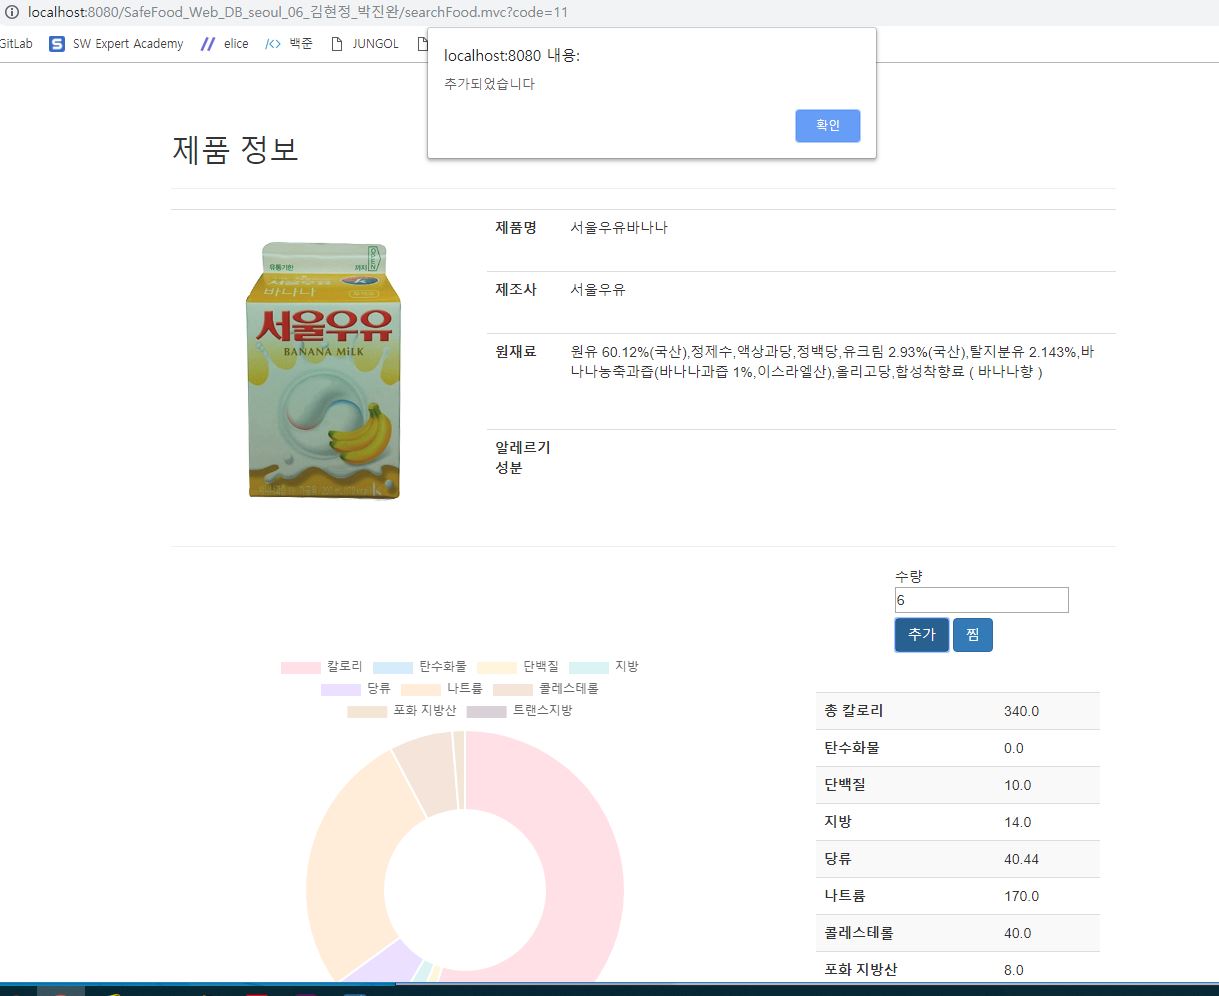 localhost:8080/SafeFood_Web_DB_seoul_06_김현정_박진완/searchFood.mvc?code=11
GitLab SW Expert Academy elice 백준 JUNGOL
localhost:8080 내용:
추가되었습니다
확인
제품 정보
유통기한 까지
OPEN
서울우유
바나나
서울우유
BANANA MiLK
제품명 서울우유바나나
제조사 서울우유
원재료 원유 60.12%(국산),정제수,액상과당,정백당,유크림 2.93%(국산),탈지분유 2.143%,바
나나농축과즙(바나나과즙 1%,이스라엘산),올리고당,합성착향료 ( 바나나향 )
알레르기
성분
수량
6
추가 찜
칼로리 탄수화물 단백질 지방
당류 나트륨 콜레스테롤
포화 지방산 트랜스지방
총 칼로리 340.0
탄수화물 0.0
단백질 10.0
지방 14.0
당류 40.44
나트륨 170.0
콜레스테롤 40.0
포화 지방산 8.0